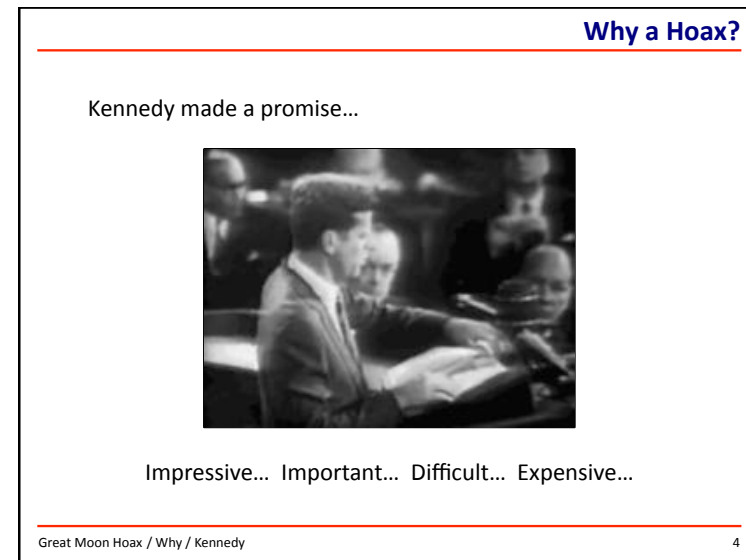 Why a Hoax?
Kennedy made a promise…
Impressive… Important… Difficult… Expensive…
Great Moon Hoax / Why / Kennedy 4